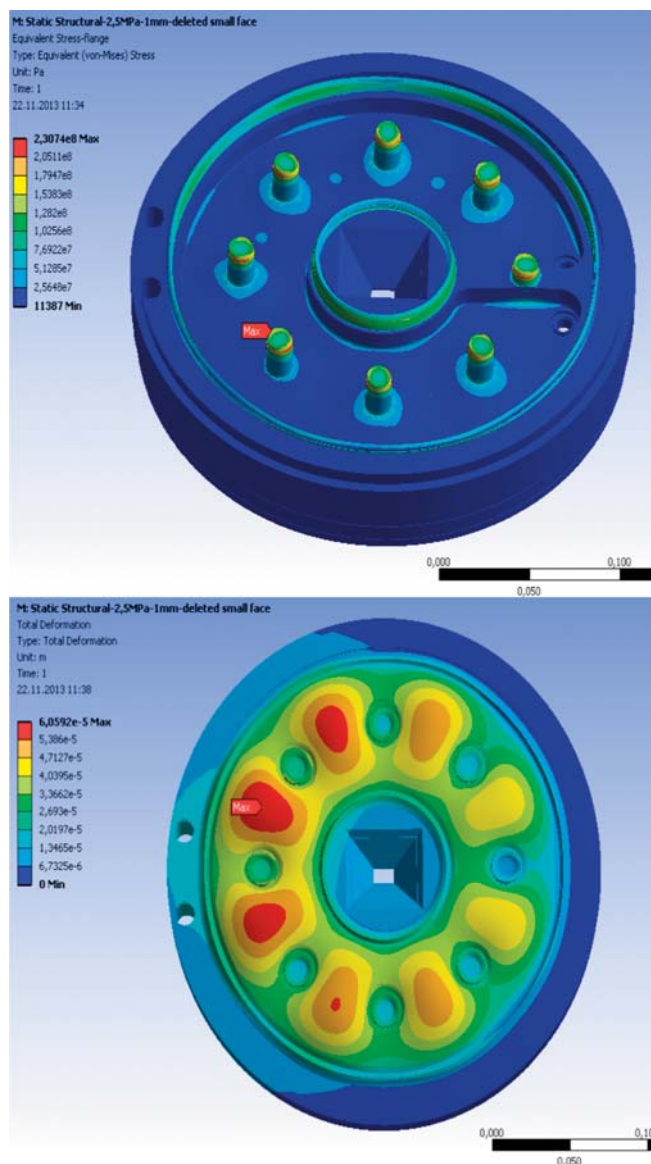 M: Static Structural-2,5MPa-1mm-deleted small face
Equivalent Stress-flange
Type: Equivalent (von-Mises) Stress
Unit: Pa
Time: 1
22.11.2013 11:34
2,3074e8 Max
2,0511e8
1,7947e8
1,5383e8
1,282e8
1,0256e8
7,6922e7
5,1285e7
2,5648e7
11387 Min
Max
0,000
0,100
0,050
M: Static Structural-2,5MPa-1mm-deleted small face
Total Deformation
Type: Total Deformation
Unit: m
Time: 1
22.11.2013 11:38
6,0592e-5 Max
5,386e-5
4,7127e-5
4,0395e-5
3,3662e-5
2,693e-5
2,0197e-5
1,3465e-5
6,7325e-6
0 Min
Max
0,000
0,100
0,050